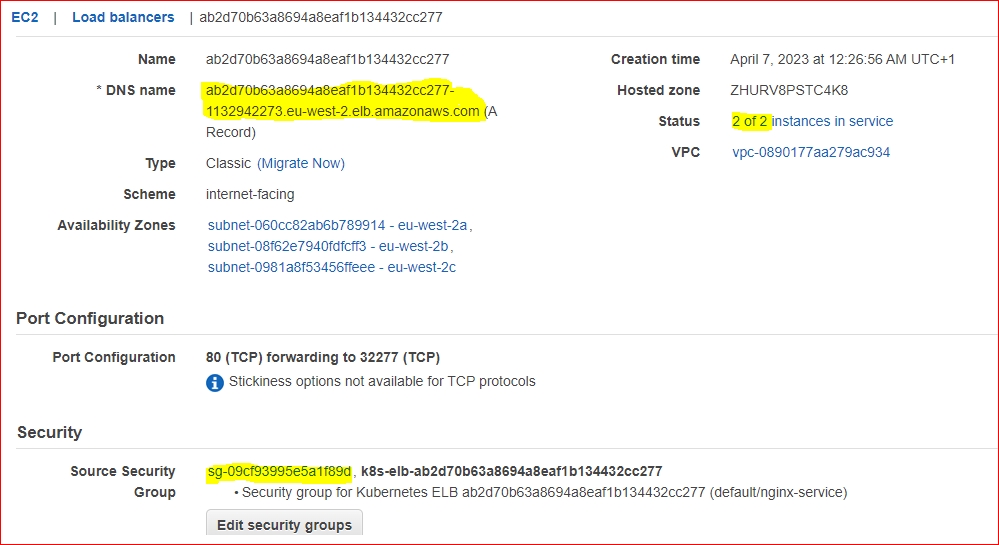 EC2 | Load balancers | ab2d70b63a8694a8eaf1b134432cc277
Name ab2d70b63a8694a8eaf1b134432cc277
Creation time April 7, 2023 at 12:26:56 AM UTC+1
* DNS name ab2d70b63a8694a8eaf1b134432cc277-
1132942273.eu-west-2.elb.amazonaws.com (A
Record)
Hosted zone ZHURV8PSTC4K8
Status 2 of 2 instances in service
Type Classic (Migrate Now)
VPC vpc-0890177aa279ac934
Scheme internet-facing
Availability Zones subnet-060cc82ab6b789914 - eu-west-2a,
subnet-08f62e7940fdfcff3 - eu-west-2b,
subnet-0981a8f53456ffeee - eu-west-2c
Port Configuration
Port Configuration 80 (TCP) forwarding to 32277 (TCP)
Stickiness options not available for TCP protocols
Security
Source Security Group sg-09cf93995e5a1f89d, k8s-elb-ab2d70b63a8694a8eaf1b134432cc277
• Security group for Kubernetes ELB ab2d70b63a8694a8eaf1b134432cc277 (default/nginx-service)
Edit security groups